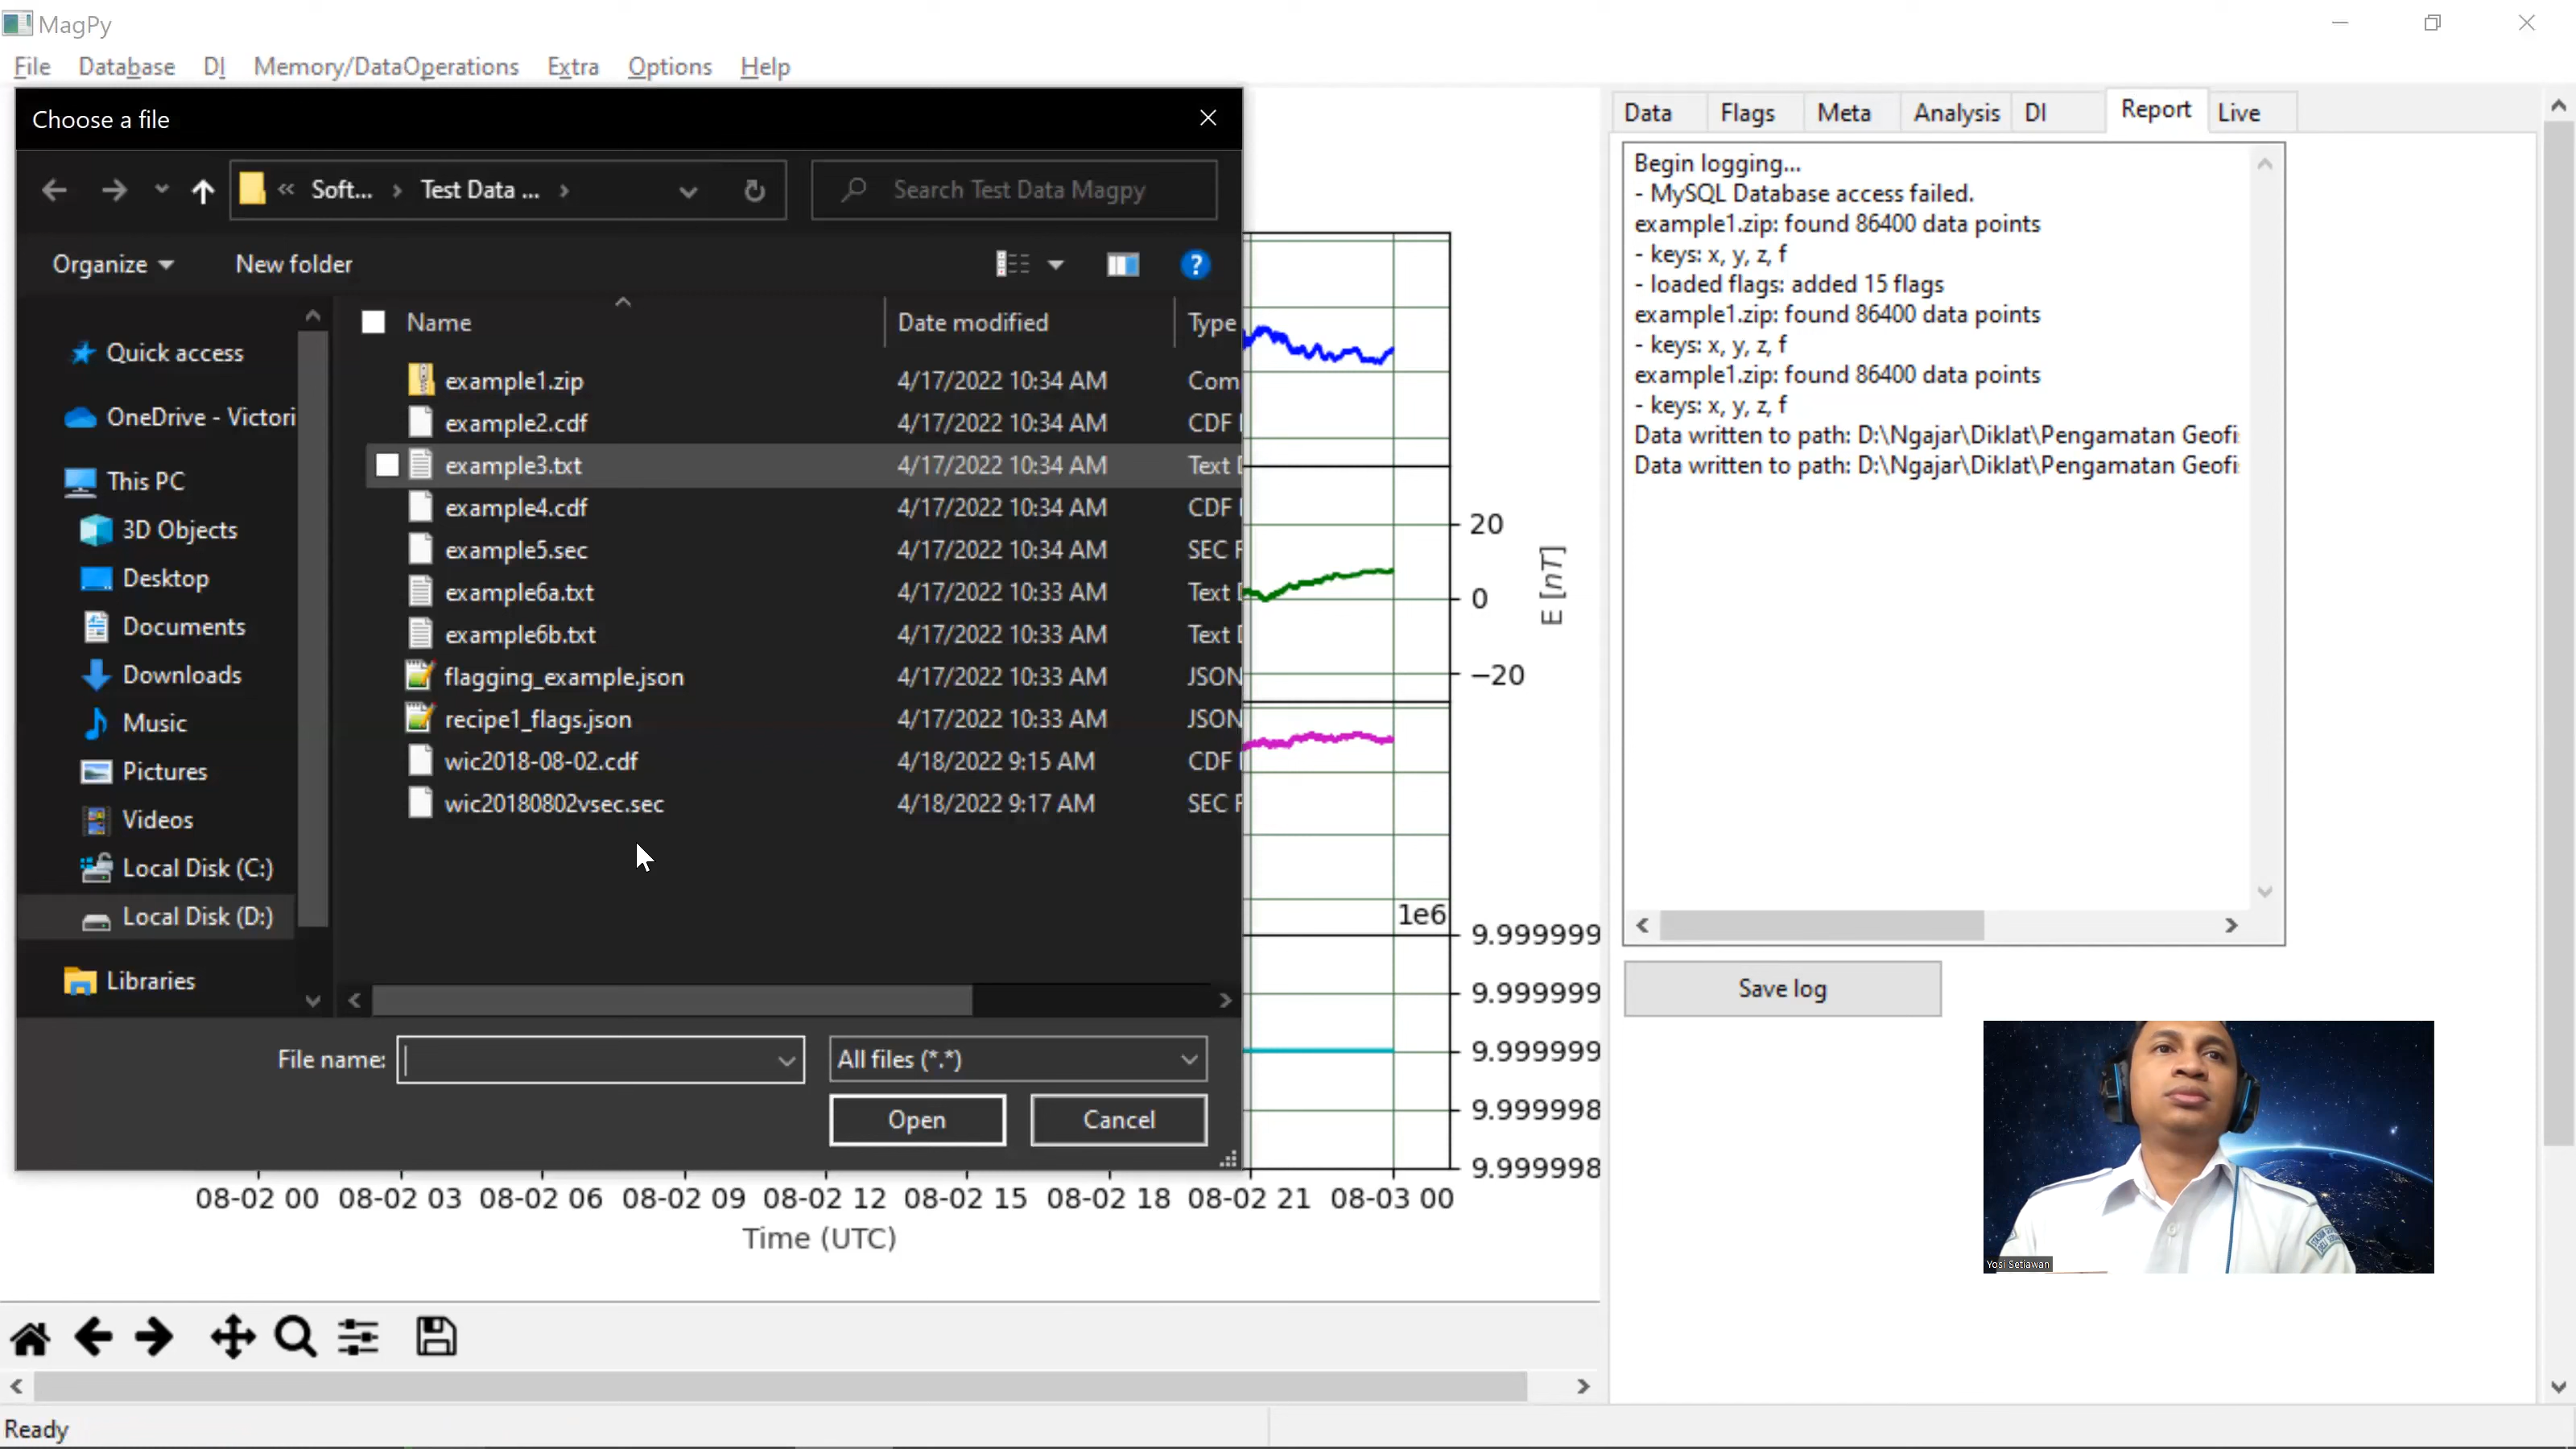 MagPy
File Database DI Memory/DataOperations Extra Options Help
Choose a file
« Soft... › Test Data ... ›
Search Test Data Magpy
Organize
New folder
Name Date modified Type
Quick access
OneDrive - Victori
This PC
3D Objects
Desktop
Documents
Downloads
Music
Pictures
Videos
Local Disk (C:)
Local Disk (D:)
Libraries
example1.zip 4/17/2022 10:34 AM Com
example2.cdf 4/17/2022 10:34 AM CDF
example3.txt 4/17/2022 10:34 AM Text
example4.cdf 4/17/2022 10:34 AM CDF
example5.sec 4/17/2022 10:34 AM SEC F
example6a.txt 4/17/2022 10:33 AM Text
example6b.txt 4/17/2022 10:33 AM Text
flagging_example.json 4/17/2022 10:33 AM JSON
recipe1_flags.json 4/17/2022 10:33 AM JSON
wic2018-08-02.cdf 4/18/2022 9:15 AM CDF
wic20180802vsec.sec 4/18/2022 9:17 AM SEC F
File name:
All files (*.*)
Open
Cancel
20
0
−20
E [nT]
1e6
9.999999
9.999999
9.999999
9.999998
9.999998
08-02 00 08-02 03 08-02 06 08-02 09 08-02 12 08-02 15 08-02 18 08-02 21 08-03 00
Time (UTC)
Ready
Data Flags Meta Analysis DI Report Live
Begin logging...
- MySQL Database access failed.
example1.zip: found 86400 data points
- keys: x, y, z, f
- loaded flags: added 15 flags
example1.zip: found 86400 data points
- keys: x, y, z, f
example1.zip: found 86400 data points
- keys: x, y, z, f
Data written to path: D:\Ngajar\Diklat\Pengamatan Geofi
Data written to path: D:\Ngajar\Diklat\Pengamatan Geofi
Save log
Yosi Setiawan